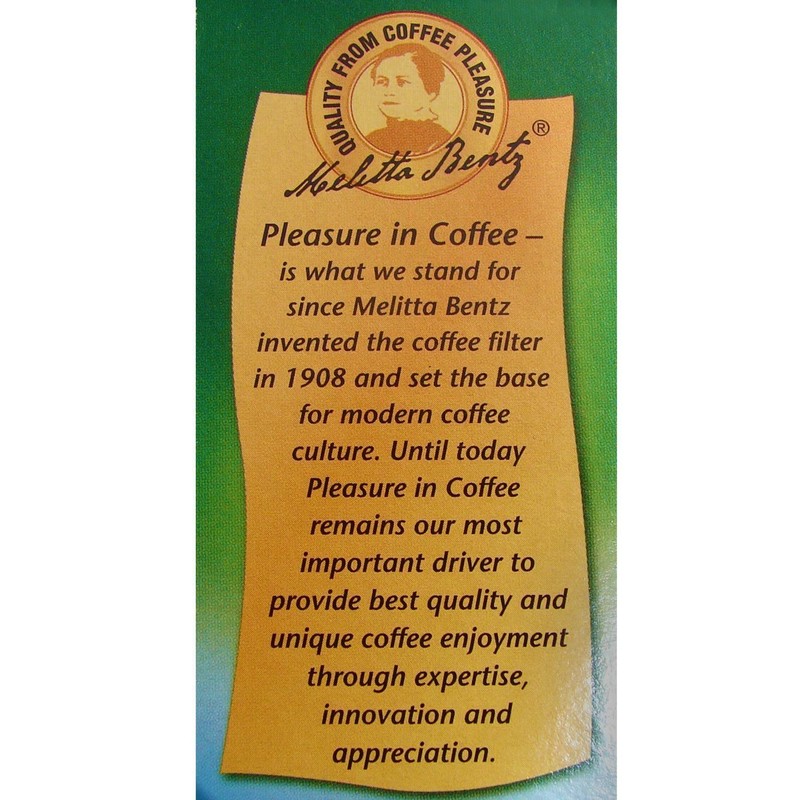 QUALITY FROM COFFEE PLEASURE
Melitta Bentz ®
Pleasure in Coffee –
is what we stand for
since Melitta Bentz
invented the coffee filter
in 1908 and set the base
for modern coffee
culture. Until today
Pleasure in Coffee
remains our most
important driver to
provide best quality and
unique coffee enjoyment
through expertise,
innovation and
appreciation.